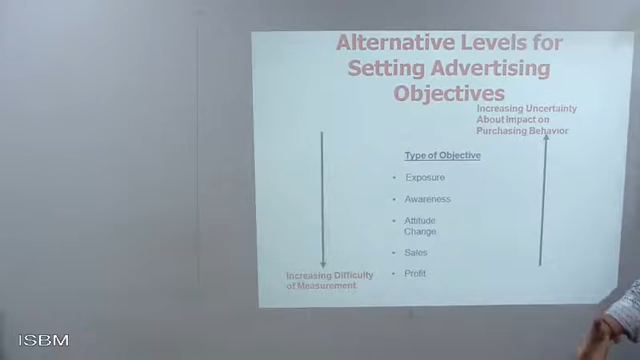 Alternative Levels for
Setting Advertising
Objectives
Increasing Uncertainty
About Impact on
Purchasing Behavior
Type of Objective
• Exposure
• Awareness
• Attitude
Change
• Sales
• Profit
Increasing Difficulty
of Measurement
ISBM